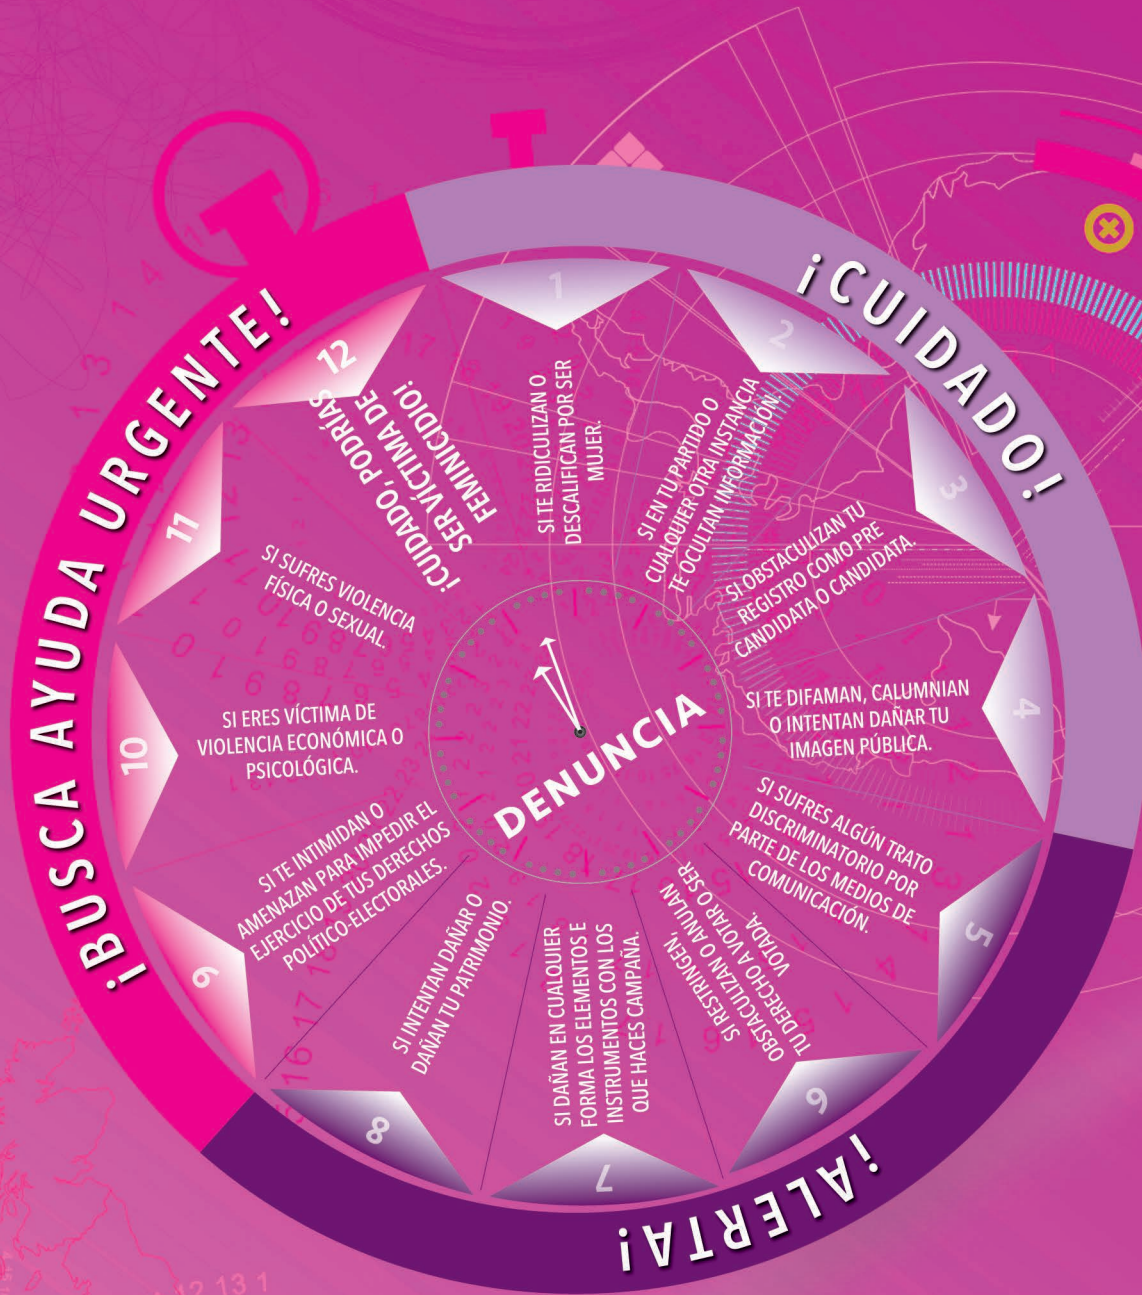 ¡CUIDADO!
1
SI TE RIDICULIZAN O
DESCALIFICAN POR SER
MUJER.
2
SI EN TU PARTIDO O
CUALQUIER OTRA INSTANCIA
TE OCULTAN INFORMACIÓN.
3
SI OBSTACULIZAN TU
REGISTRO COMO PRE
CANDIDATA O CANDIDATA.
4
SI TE DIFAMAN, CALUMNIAN
O INTENTAN DAÑAR TU
IMAGEN PÚBLICA.
¡ALERTA!
5
SI SUFRES ALGÚN TRATO
DISCRIMINATORIO POR
PARTE DE LOS MEDIOS DE
COMUNICACIÓN.
6
SI RESTRINGEN,
OBSTACULIZAN O ANULAN
TU DERECHO A VOTAR O SER
VOTADA.
7
SI DAÑAN EN CUALQUIER
FORMA LOS ELEMENTOS E
INSTRUMENTOS CON LOS
QUE HACES CAMPAÑA.
8
SI INTENTAN DAÑAR O
DAÑAN TU PATRIMONIO.
¡BUSCA AYUDA URGENTE!
9
SI TE INTIMIDAN O
AMENAZAN PARA IMPEDIR EL
EJERCICIO DE TUS DERECHOS
POLÍTICO-ELECTORALES.
10
SI ERES VÍCTIMA DE
VIOLENCIA ECONÓMICA O
PSICOLÓGICA.
11
SI SUFRES VIOLENCIA
FÍSICA O SEXUAL.
12
¡CUIDADO, PODRÍAS
SER VÍCTIMA DE
FEMINICIDIO!
DENUNCIA